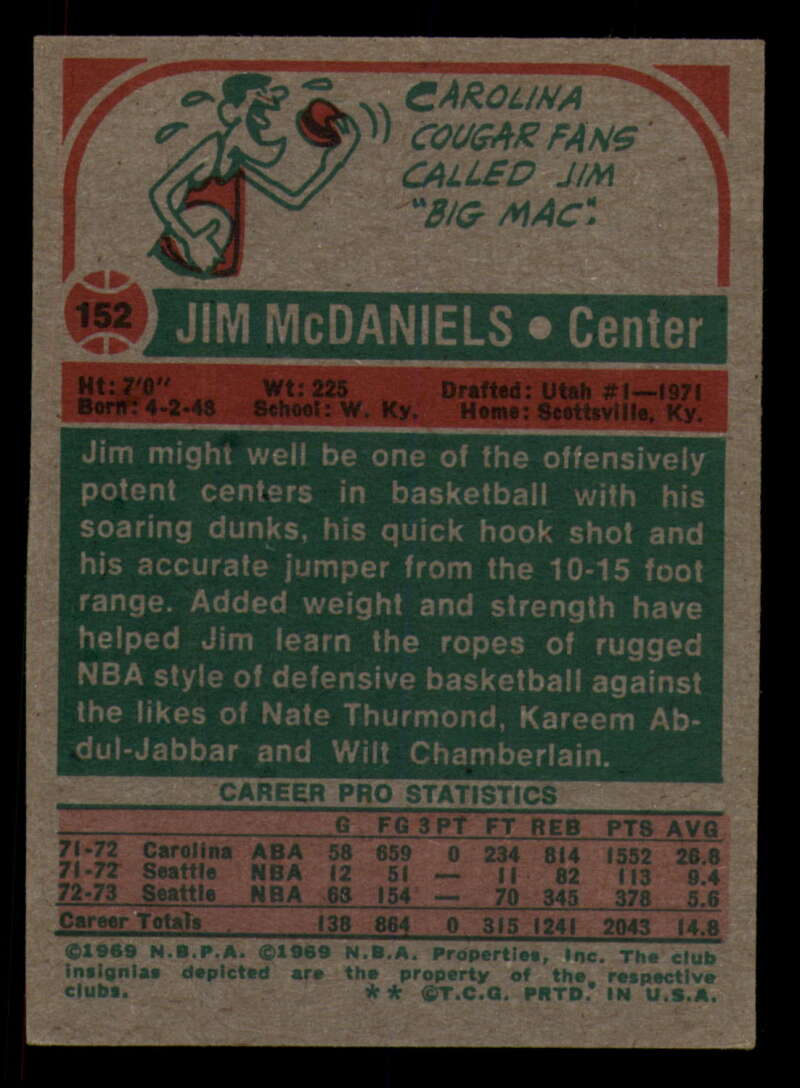 CAROLINA
COUGAR FANS
CALLED JIM
"BIG MAC".
152
JIM McDANIELS • Center
Ht: 7'0" Wt: 225 Drafted: Utah #1—1971
Born: 4-2-48 School: W. Ky. Home: Scottsville, Ky.
Jim might well be one of the offensively
potent centers in basketball with his
soaring dunks, his quick hook shot and
his accurate jumper from the 10-15 foot
range. Added weight and strength have
helped Jim learn the ropes of rugged
NBA style of defensive basketball against
the likes of Nate Thurmond, Kareem Ab-
dul-Jabbar and Wilt Chamberlain.
CAREER PRO STATISTICS
G FG 3PT FT REB PTS AVG
71-72 Carolina ABA 58 659 0 234 814 1552 26.8
71-72 Seattle NBA 12 51 — 11 82 113 9.4
72-73 Seattle NBA 68 154 — 70 345 378 5.6
Career Totals 138 864 0 315 1241 2043 14.8
©1969 N.B.P.A. ©1969 N.B.A. Properties, Inc. The club
insignias depicted are the property of the respective
clubs. ** ©T.C.G. PRTD. IN U.S.A.